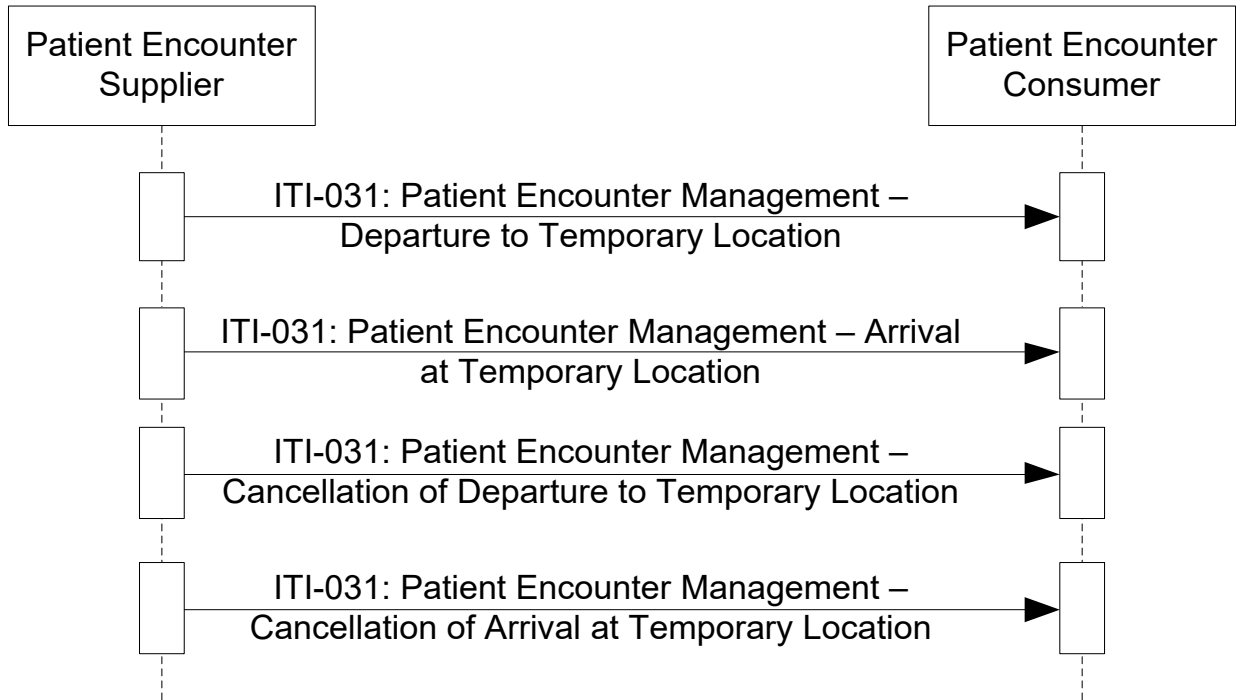 Patient Encounter
Supplier
Patient Encounter
Consumer
ITI-031: Patient Encounter Management –
Departure to Temporary Location
ITI-031: Patient Encounter Management – Arrival
at Temporary Location
ITI-031: Patient Encounter Management –
Cancellation of Departure to Temporary Location
ITI-031: Patient Encounter Management –
Cancellation of Arrival at Temporary Location